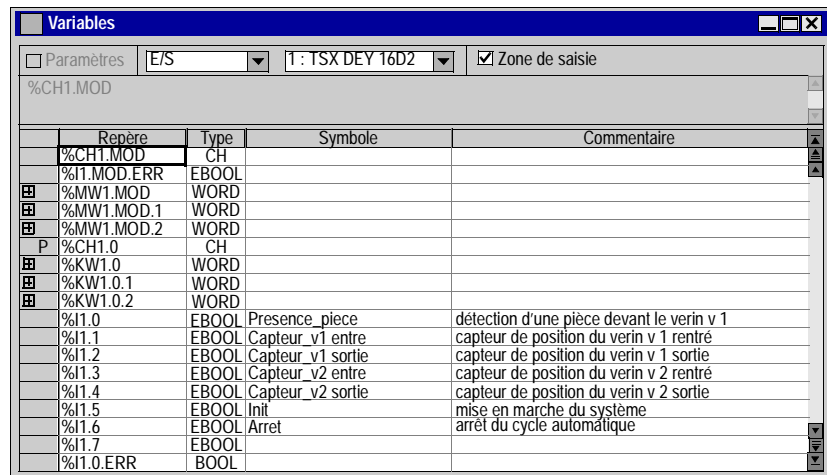 Variables
Paramètres E/S 1 : TSX DEY 16D2 Zone de saisie
%CH1.MOD
Repère Type Symbole Commentaire
%CH1.MOD CH
%I1.MOD.ERR EBOOL
%MW1.MOD WORD
%MW1.MOD.1 WORD
%MW1.MOD.2 WORD
P %CH1.0 CH
%KW1.0 WORD
%KW1.0.1 WORD
%KW1.0.2 WORD
%I1.0 EBOOL Presence_piece détection d'une pièce devant le verin v 1
%I1.1 EBOOL Capteur_v1 entre capteur de position du verin v 1 rentré
%I1.2 EBOOL Capteur_v1 sortie capteur de position du verin v 1 sortie
%I1.3 EBOOL Capteur_v2 entre capteur de position du verin v 2 rentré
%I1.4 EBOOL Capteur_v2 sortie capteur de position du verin v 2 sortie
%I1.5 EBOOL Init mise en marche du système
%I1.6 EBOOL Arret arrêt du cycle automatique
%I1.7 EBOOL
%I1.0.ERR BOOL